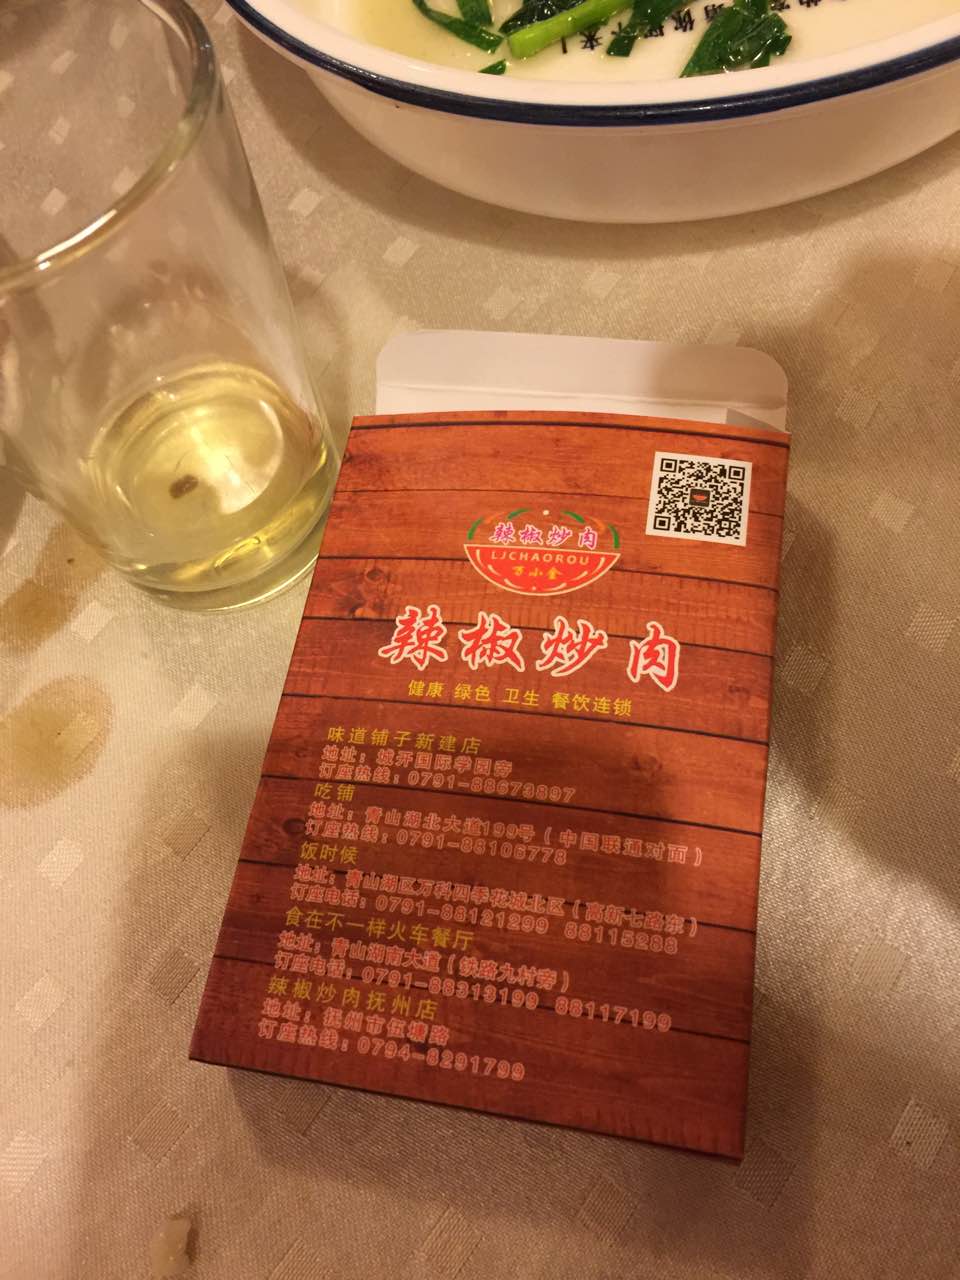 辣椒炒肉
LJCHAOROU
万小金
辣椒炒肉
健康 绿色 卫生 餐饮连锁
味道铺子新建店
地址：城开国际学园旁
订座热线：0791-88673897
吃铺
地址：青山湖北大道199号（中国联通对面）
订座热线：0791-88106778
饭时候
地址：青山湖区万科四季花城北区（高新七路东）
订座电话：0791-88121299 88115288
食在不一样火车餐厅
地址：青山湖南大道（铁路九村旁）
订座电话：0791-88313199 88117199
辣椒炒肉抚州店
地址：抚州市伍塘路
订座热线：0794-8291799